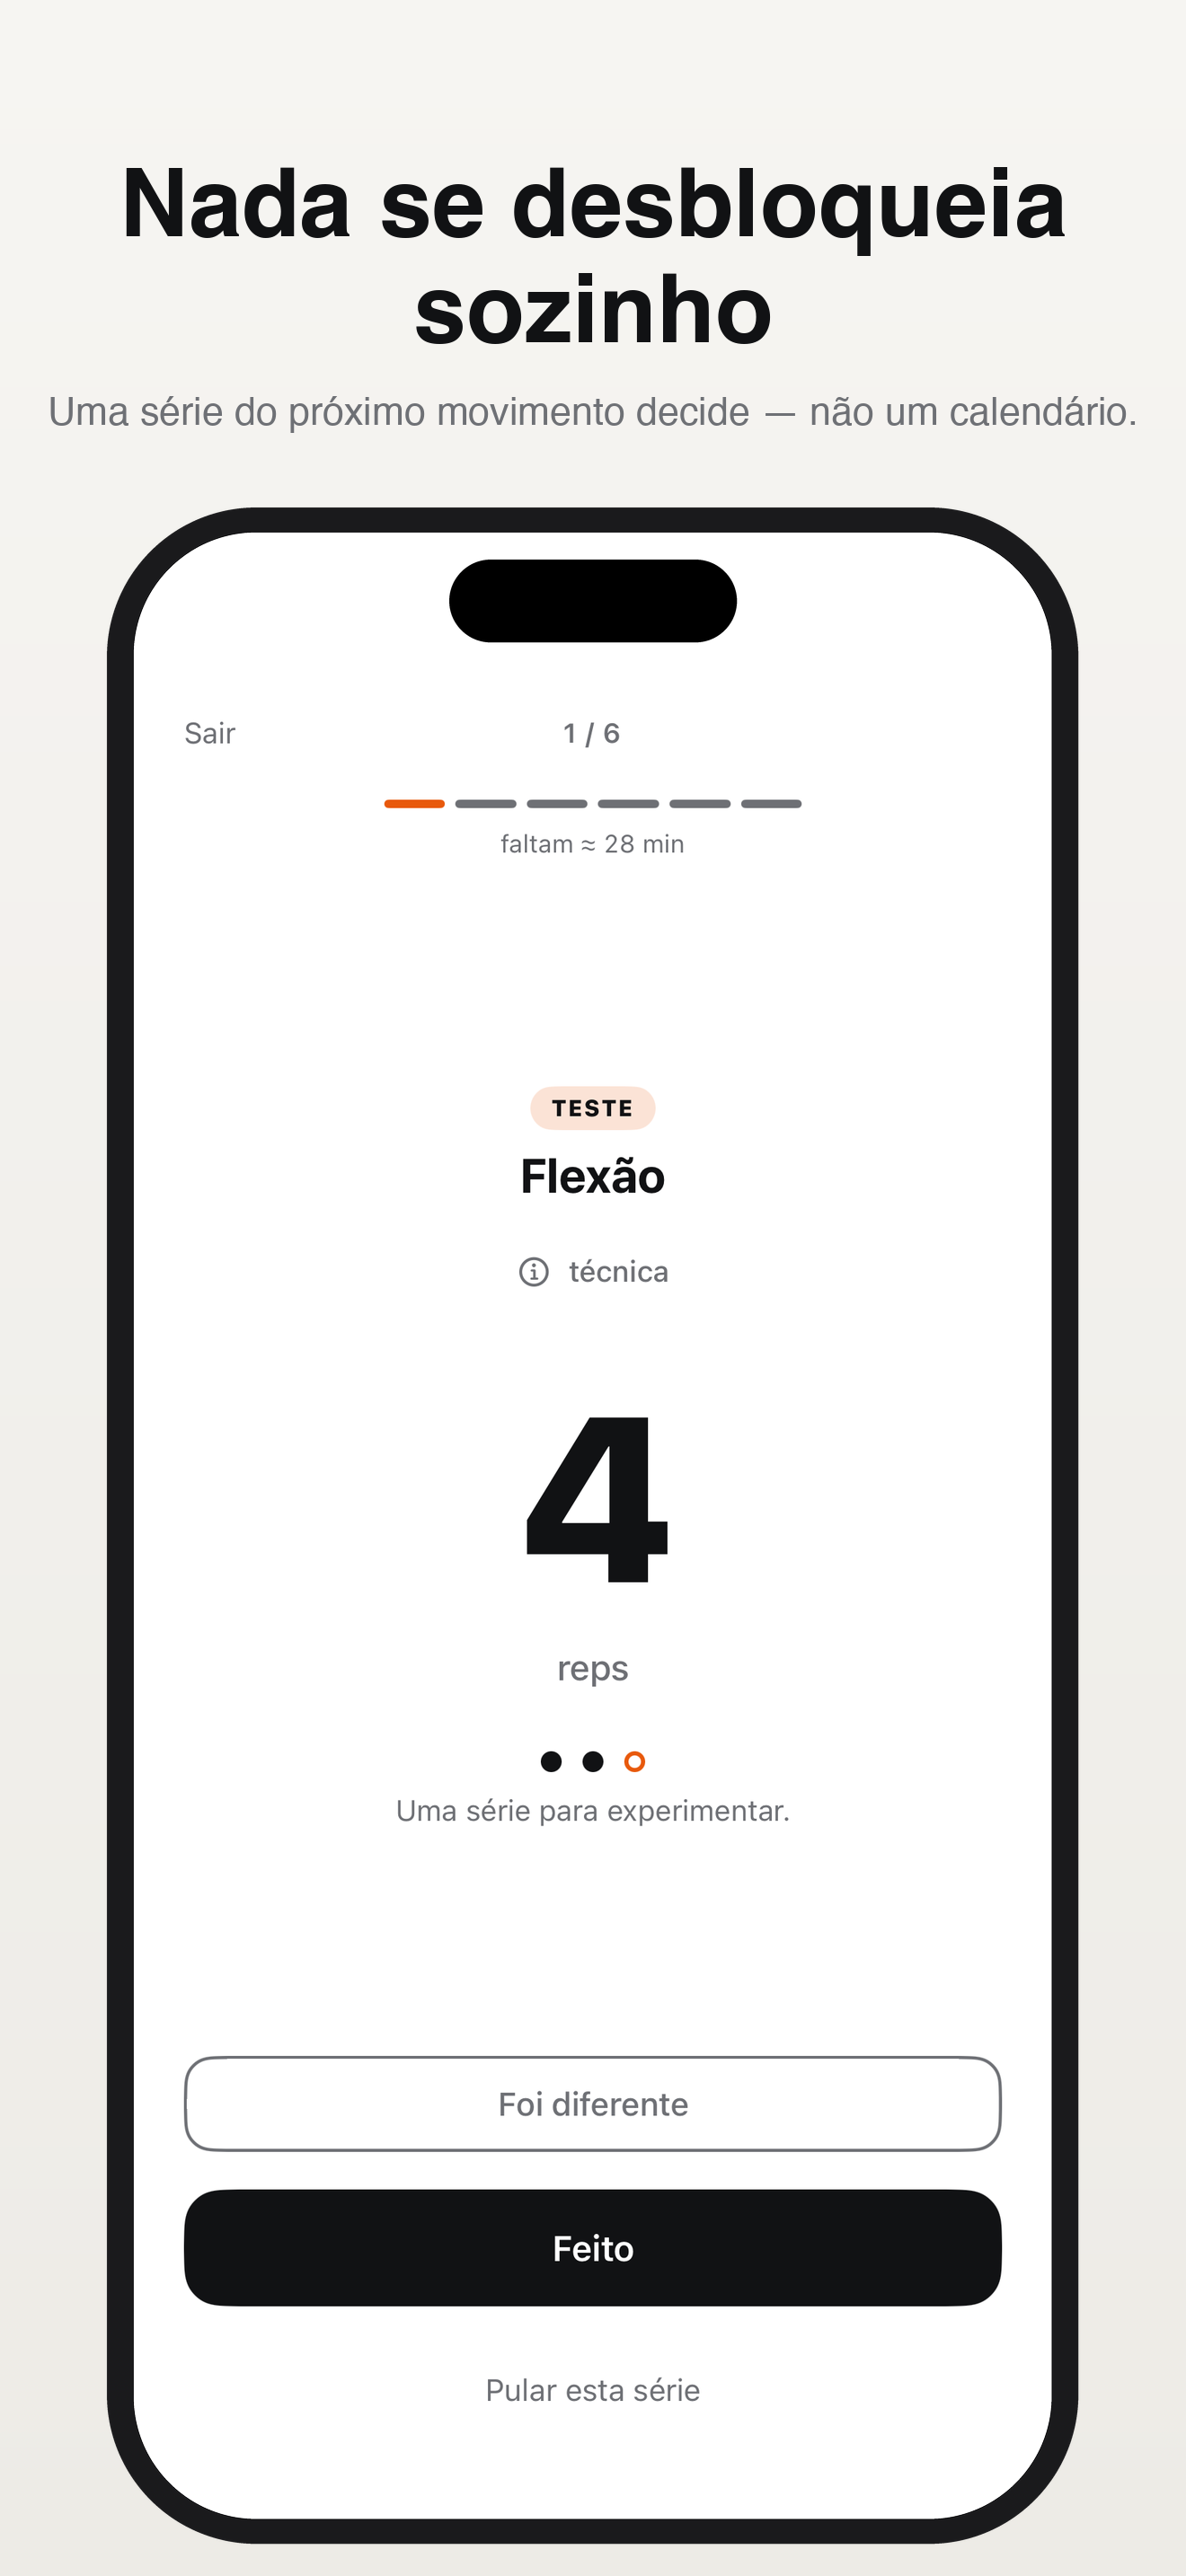 Nada se desbloqueia
sozinho
Uma série do próximo movimento decide — não um calendário.
Sair
1 / 6
faltam ≈ 28 min
TESTE
Flexão
técnica
4
reps
Uma série para experimentar.
Foi diferente
Feito
Pular esta série